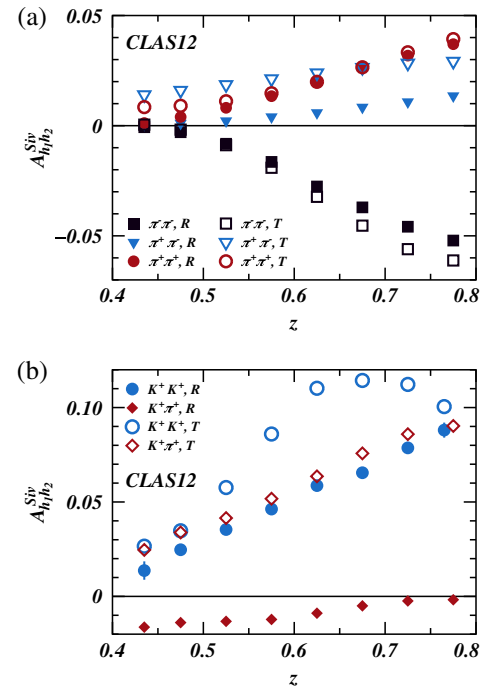 (a)
0.05
CLAS12
0
−0.05
A^{Siv}_{h_1h_2}
π⁻π⁻, R
π⁻π⁻, T
π⁺π⁻, R
π⁺π⁻, T
π⁺π⁺, R
π⁺π⁺, T
0.4 0.5 0.6 0.7 0.8
z
(b)
K⁺K⁺, R
K⁺π⁺, R
K⁺K⁺, T
K⁺π⁺, T
CLAS12
0.10
0.05
0
A^{Siv}_{h_1h_2}
0.4 0.5 0.6 0.7 0.8
z